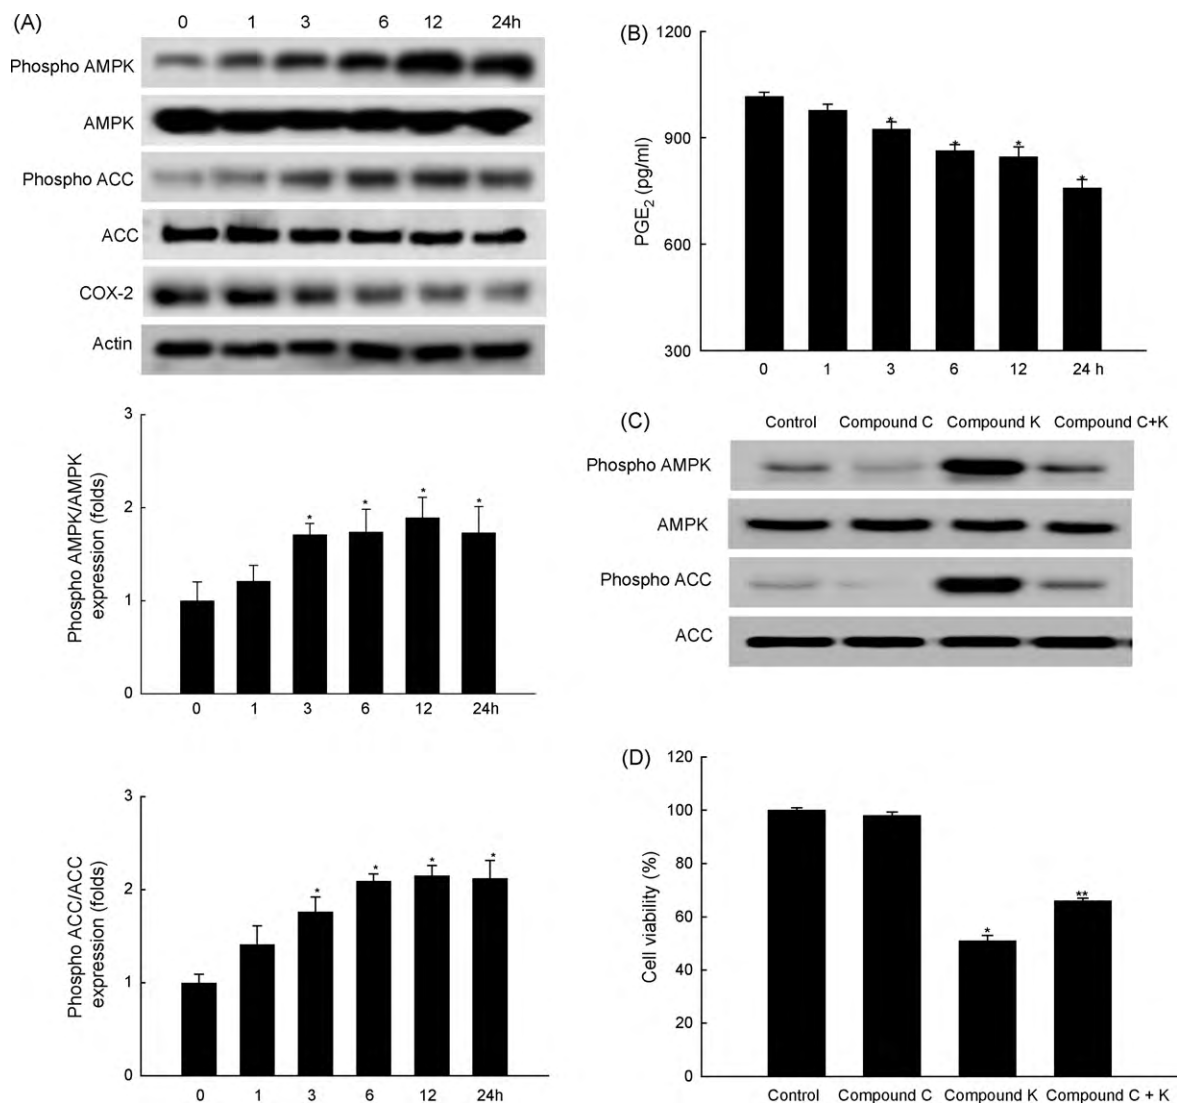 (A)
0 1 3 6 12 24h
Phospho AMPK
AMPK
Phospho ACC
ACC
COX-2
Actin
3
2
1
0
Phospho AMPK/AMPK
expression (folds)
* * * *
0 1 3 6 12 24h
3
2
1
0
Phospho ACC/ACC
expression (folds)
* * * *
0 1 3 6 12 24h
(B)
1200
900
600
300
PGE2 (pg/ml)
* * * *
0 1 3 6 12 24 h
(C)
Control Compound C Compound K Compound C+K
Phospho AMPK
AMPK
Phospho ACC
ACC
(D)
120
100
80
60
40
20
0
Cell viability (%)
* **
Control Compound C Compound K Compound C + K